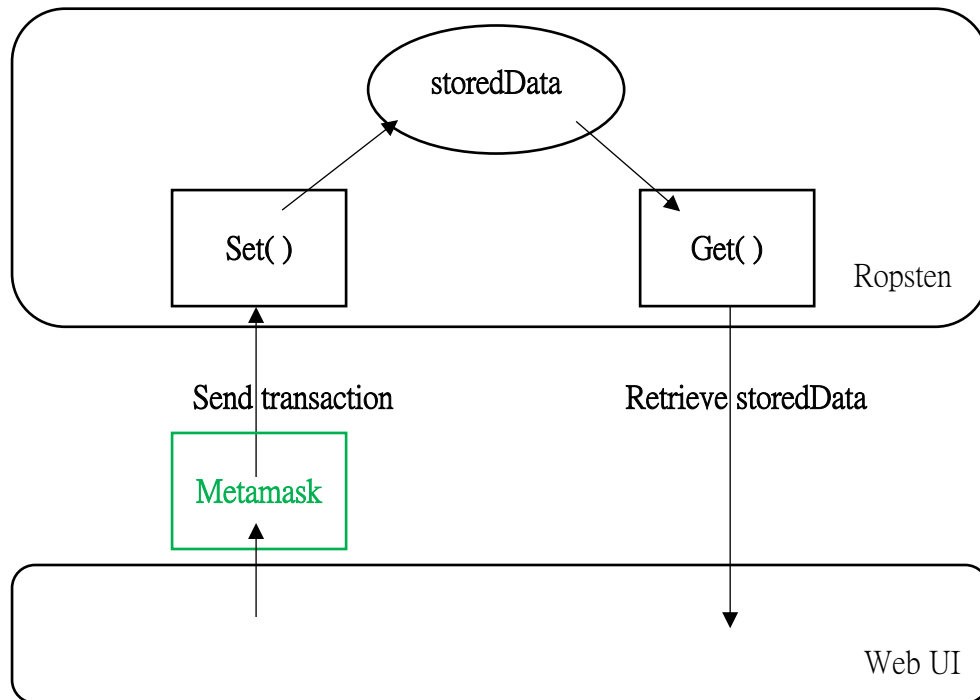 storedData
Set( )
Get( )
Ropsten
Send transaction
Retrieve storedData
Metamask
Web UI